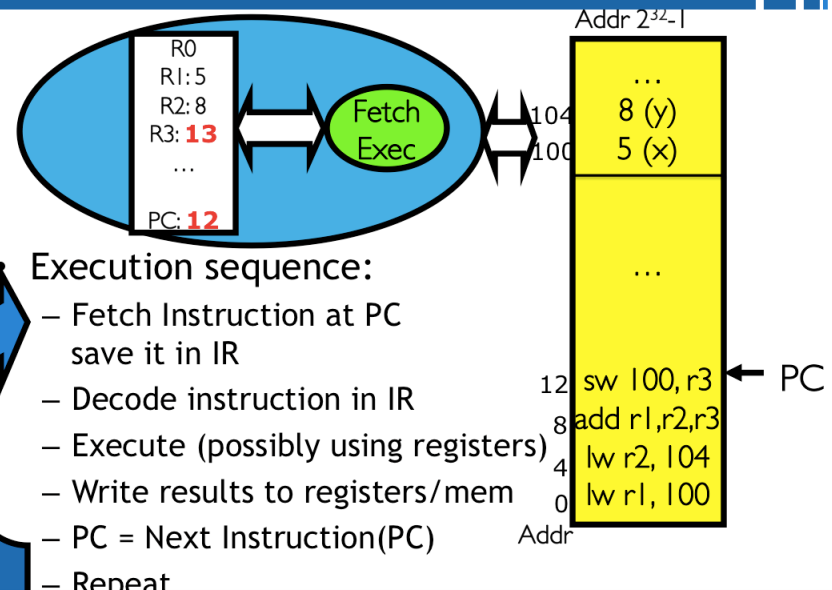 Addr 2³²-1
R0
R1: 5
R2: 8
R3: 13
...
PC: 12
Fetch
Exec
...
104 8 (y)
100 5 (x)
...
12 sw 100, r3 PC
8 add r1,r2,r3
4 lw r2, 104
0 lw r1, 100
Addr
Execution sequence:
– Fetch Instruction at PC
save it in IR
– Decode instruction in IR
– Execute (possibly using registers)
– Write results to registers/mem
– PC = Next Instruction(PC)
– Repeat